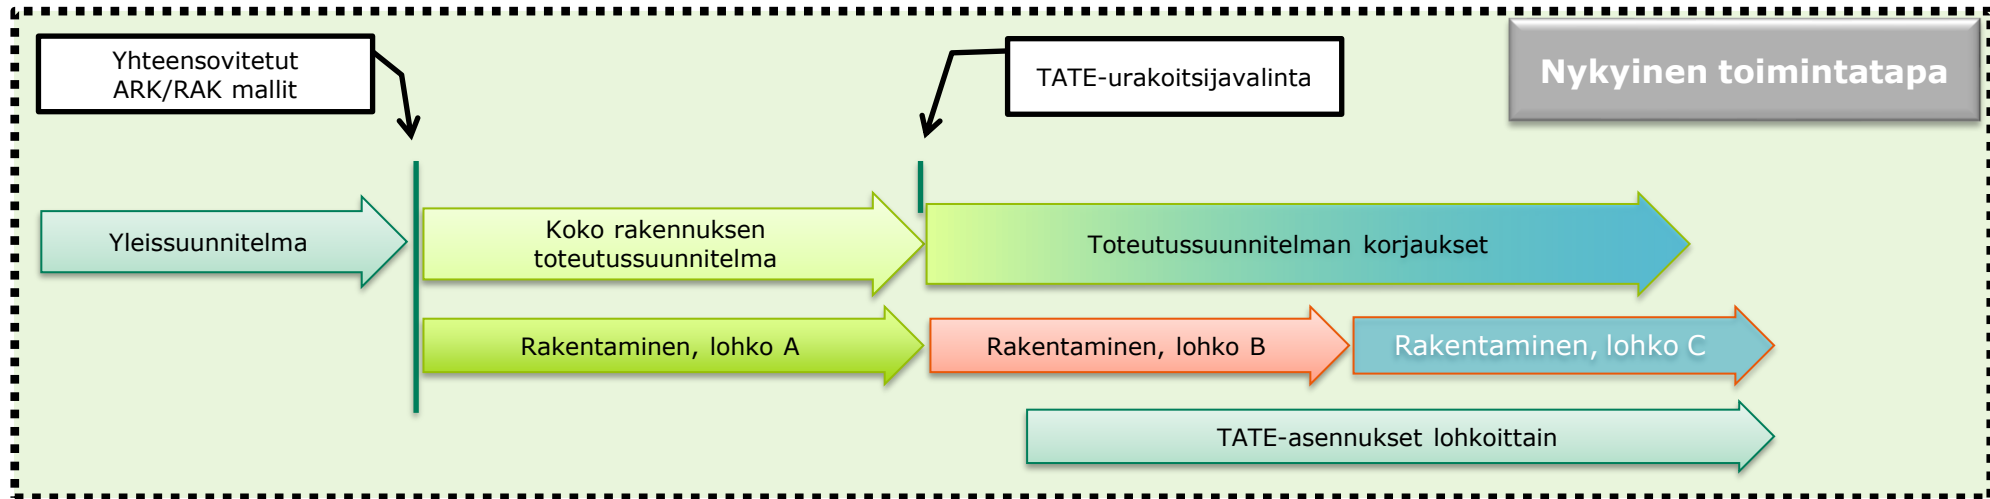 Yhteensovitetut
ARK/RAK mallit
TATE-urakoitsijavalinta
Nykyinen toimintatapa
Yleissuunnitelma
Koko rakennuksen
toteutussuunnitelma
Toteutussuunnitelman korjaukset
Rakentaminen, lohko A
Rakentaminen, lohko B
Rakentaminen, lohko C
TATE-asennukset lohkoittain